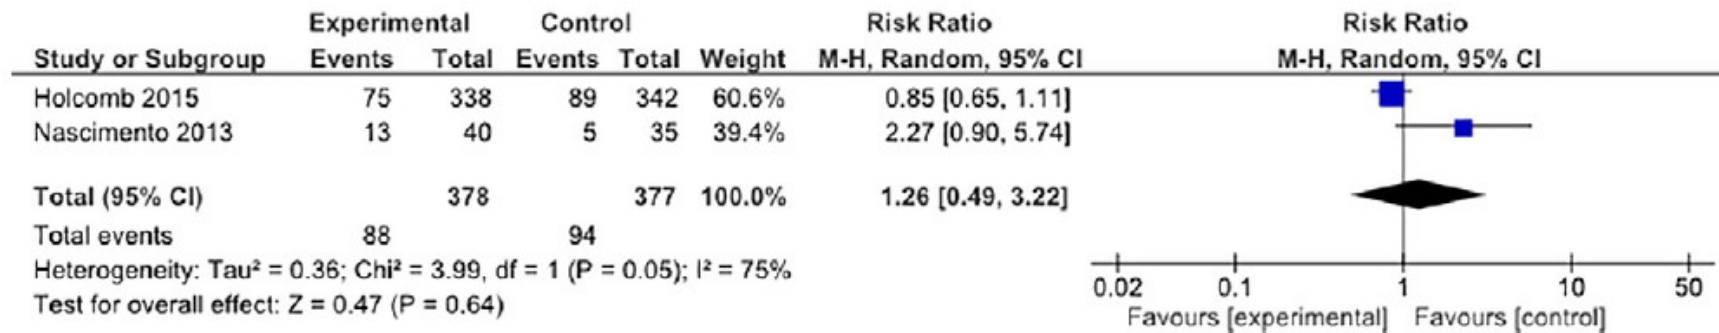 Experimental Control Risk Ratio Risk Ratio
Study or Subgroup Events Total Events Total Weight M-H, Random, 95% CI M-H, Random, 95% CI
Holcomb 2015 75 338 89 342 60.6% 0.85 [0.65, 1.11]
Nascimento 2013 13 40 5 35 39.4% 2.27 [0.90, 5.74]
Total (95% CI) 378 377 100.0% 1.26 [0.49, 3.22]
Total events 88 94
Heterogeneity: Tau² = 0.36; Chi² = 3.99, df = 1 (P = 0.05); I² = 75%
Test for overall effect: Z = 0.47 (P = 0.64)
0.02 0.1 1 10 50
Favours [experimental] Favours [control]